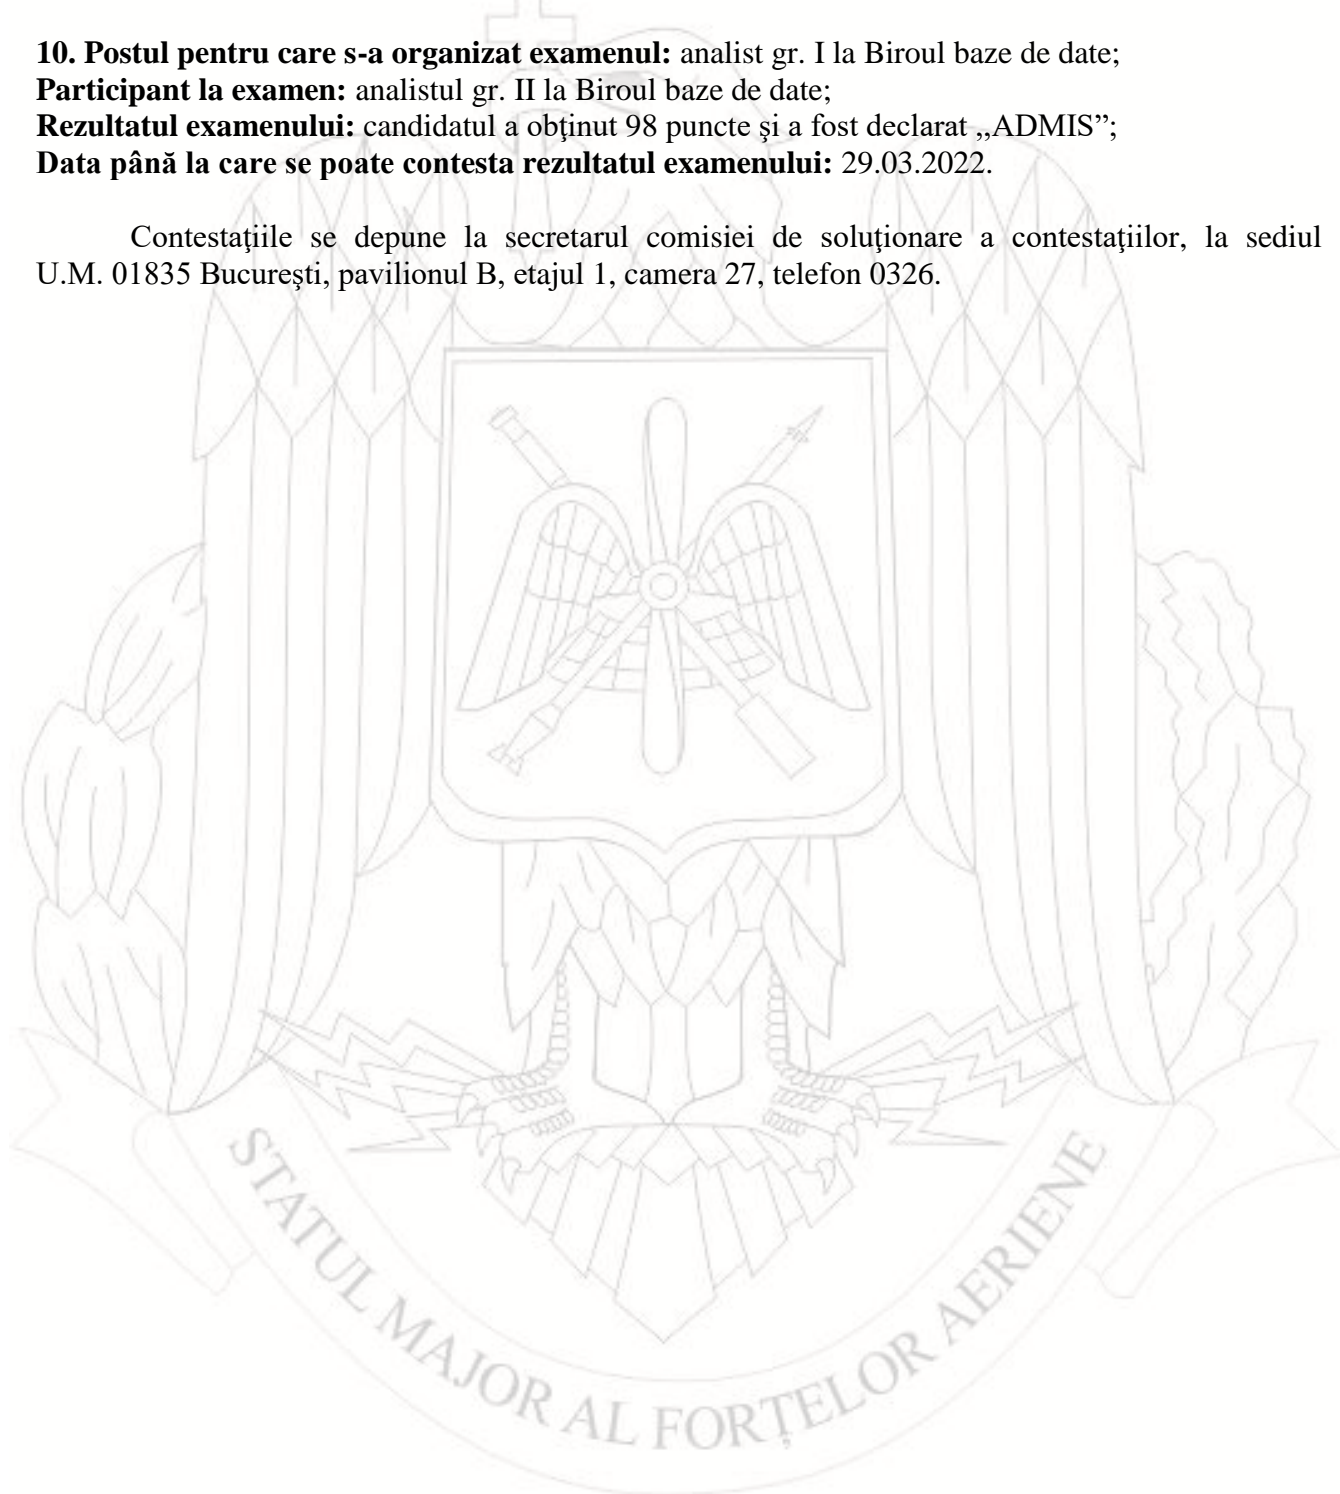 10. Postul pentru care s-a organizat examenul: analist gr. I la Biroul baze de date;
Participant la examen: analistul gr. II la Biroul baze de date;
Rezultatul examenului: candidatul a obţinut 98 puncte şi a fost declarat ,,ADMIS”;
Data până la care se poate contesta rezultatul examenului: 29.03.2022.
Contestaţiile se depune la secretarul comisiei de soluţionare a contestaţiilor, la sediul
U.M. 01835 Bucureşti, pavilionul B, etajul 1, camera 27, telefon 0326.
STATUL MAJOR AL FORȚELOR AERIENE